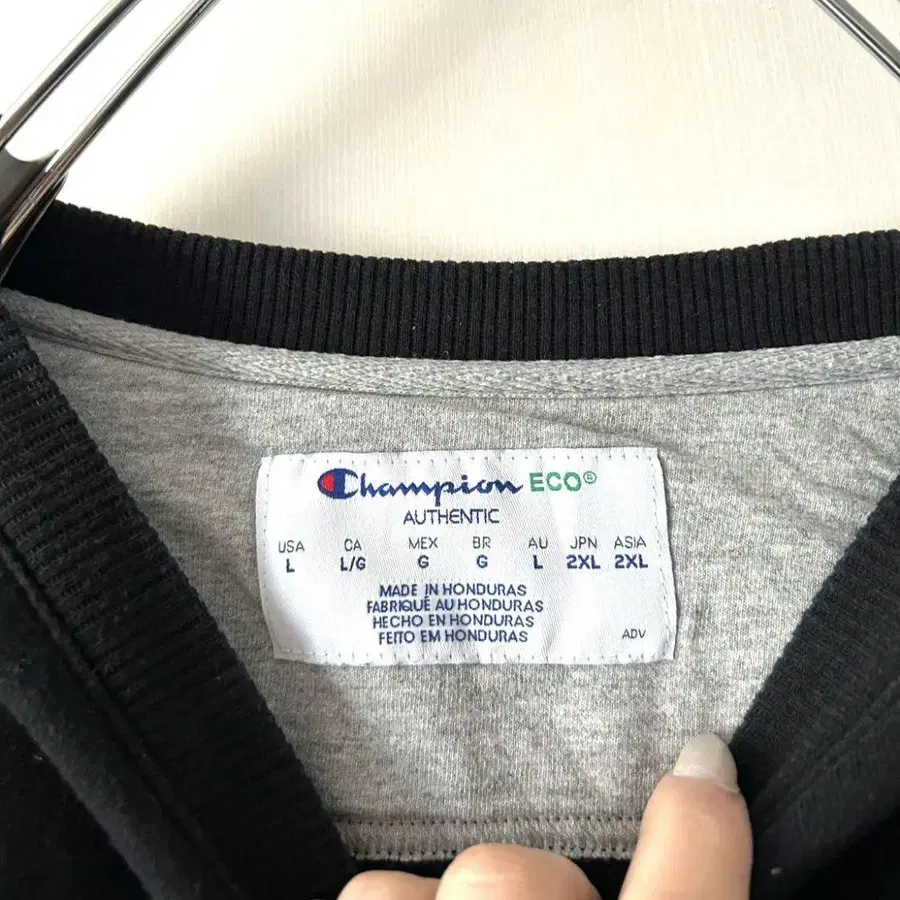 Champion ECO®
AUTHENTIC
USA CA MEX BR AU JPN ASIA
L L/G G G L 2XL 2XL
MADE IN HONDURAS
FABRIQUÉ AU HONDURAS
HECHO EN HONDURAS
FEITO EM HONDURAS
ADV